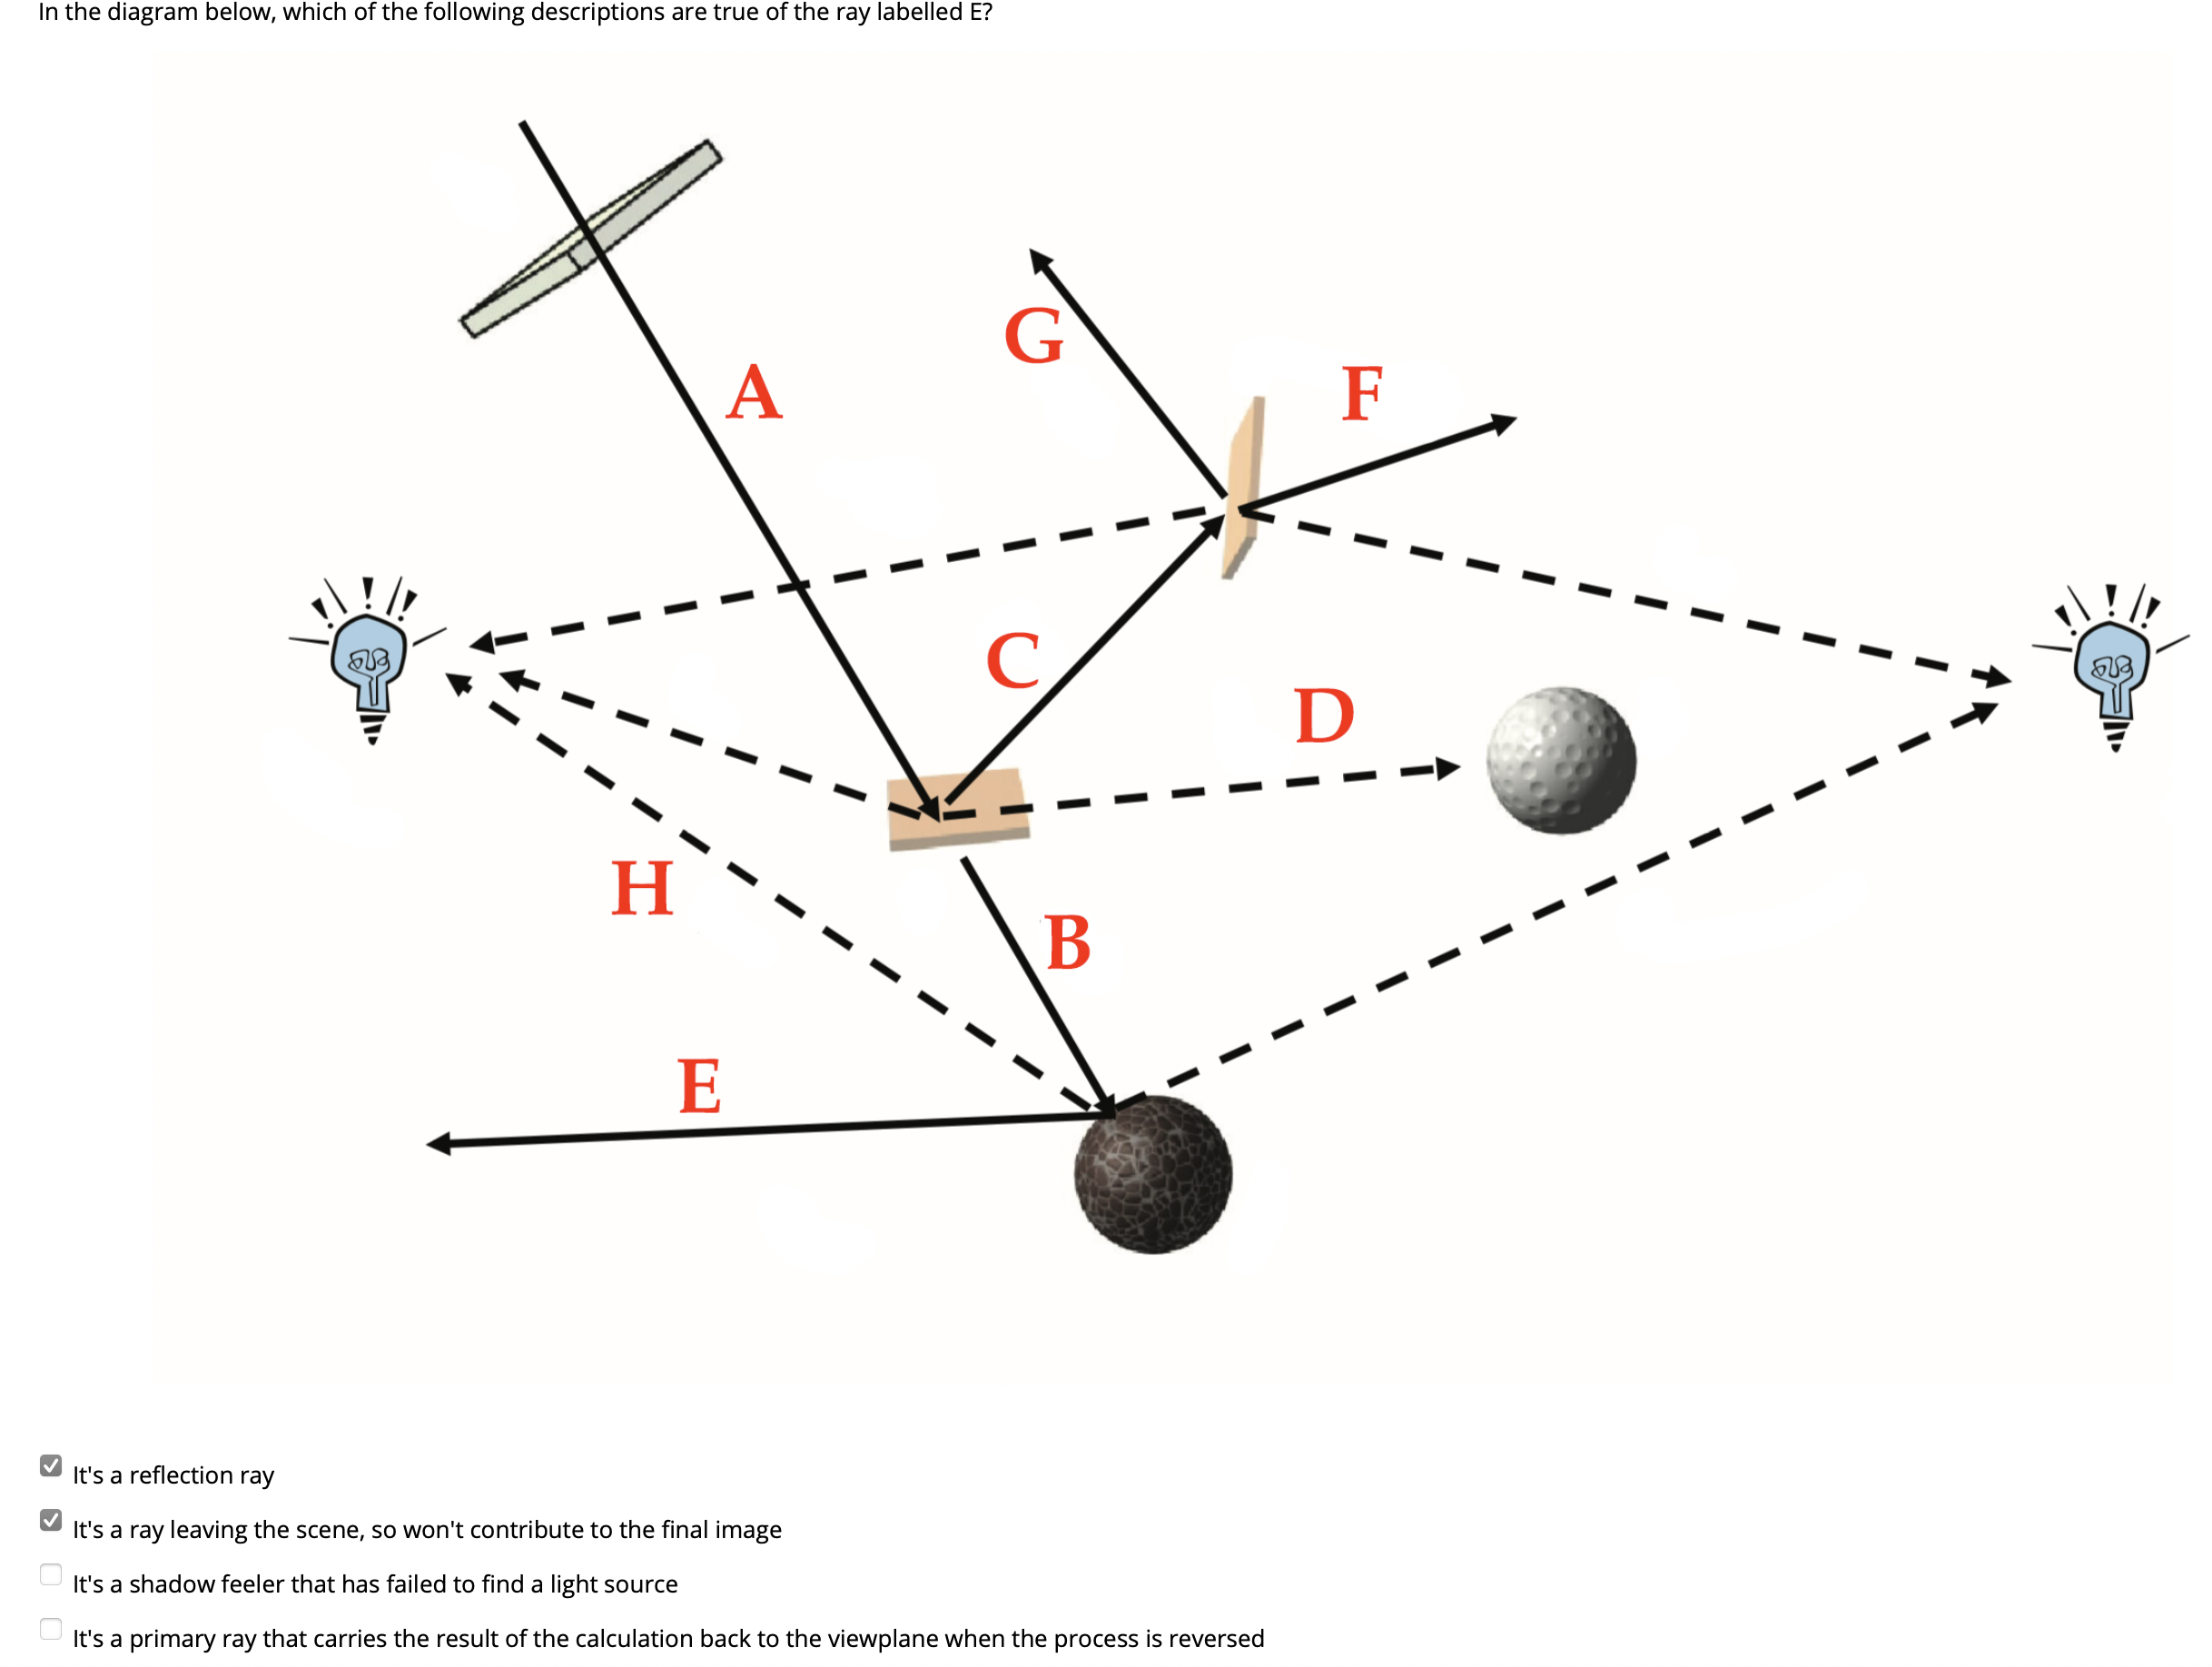 In the diagram below, which of the following descriptions are true of the ray labelled E?
G
F
A
C
D
H
B
E
It's a reflection ray
It's a ray leaving the scene, so won't contribute to the final image
It's a shadow feeler that has failed to find a light source
It's a primary ray that carries the result of the calculation back to the viewplane when the process is reversed